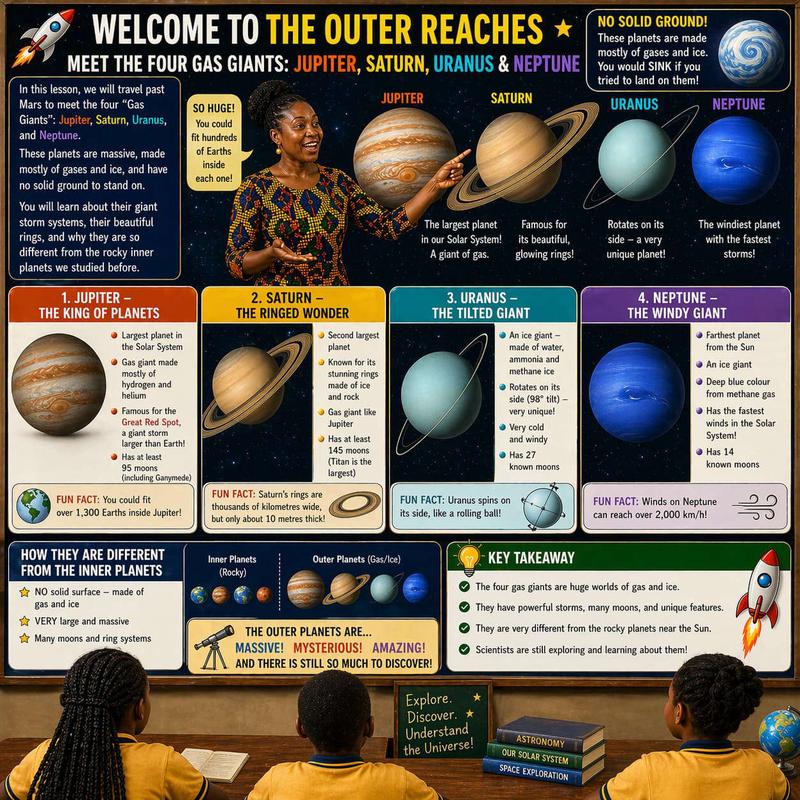 WELCOME TO THE OUTER REACHES
MEET THE FOUR GAS GIANTS: JUPITER, SATURN, URANUS & NEPTUNE
NO SOLID GROUND!
These planets are made
mostly of gases and ice.
You would SINK if you
tried to land on them!
In this lesson, we will travel past
Mars to meet the four “Gas
Giants”: Jupiter, Saturn, Uranus,
and Neptune.
These planets are massive, made
mostly of gases and ice, and have
no solid ground to stand on.
You will learn about their giant
storm systems, their beautiful
rings, and why they are so
different from the rocky inner
planets we studied before.
SO HUGE!
You could
fit hundreds
of Earths
inside
each one!
JUPITER
The largest planet
in our Solar System!
A giant of gas.
SATURN
Famous for
its beautiful,
glowing rings!
URANUS
Rotates on its
side – a very
unique planet!
NEPTUNE
The windiest planet
with the fastest
storms!
1. JUPITER –
THE KING OF PLANETS
Largest planet in
the Solar System
Gas giant made
mostly of
hydrogen and
helium
Famous for the
Great Red Spot,
a giant storm
larger than Earth!
Has at least
95 moons
(including Ganymede)
FUN FACT: You could fit
over 1,300 Earths inside Jupiter!
2. SATURN –
THE RINGED WONDER
Second largest
planet
Known for its
stunning rings
made of ice
and rock
Gas giant like
Jupiter
Has at least
145 moons
(Titan is the
largest)
FUN FACT: Saturn’s rings are
thousands of kilometres wide,
but only about 10 metres thick!
3. URANUS –
THE TILTED GIANT
An ice giant –
made of water,
ammonia and
methane ice
Rotates on its
side (98° tilt) –
very unique!
Very cold
and windy
Has 27
known moons
FUN FACT: Uranus spins on
its side, like a rolling ball!
4. NEPTUNE –
THE WINDY GIANT
Farthest planet
from the Sun
An ice giant
Deep blue colour
from methane gas
Has the fastest
winds in the Solar
System!
Has 14
known moons
FUN FACT: Winds on Neptune
can reach over 2,000 km/h!
HOW THEY ARE DIFFERENT
FROM THE INNER PLANETS
NO solid surface – made of
gas and ice
VERY large and massive
Many moons and ring systems
Inner Planets
(Rocky)
Outer Planets (Gas/Ice)
THE OUTER PLANETS ARE...
MASSIVE! MYSTERIOUS! AMAZING!
AND THERE IS STILL SO MUCH TO DISCOVER!
KEY TAKEAWAY
The four gas giants are huge worlds of gas and ice.
They have powerful storms, many moons, and unique features.
They are very different from the rocky planets near the Sun.
Scientists are still exploring and learning about them!
Explore.
Discover.
Understand
the Universe!
ASTRONOMY
OUR SOLAR SYSTEM
SPACE EXPLORATION